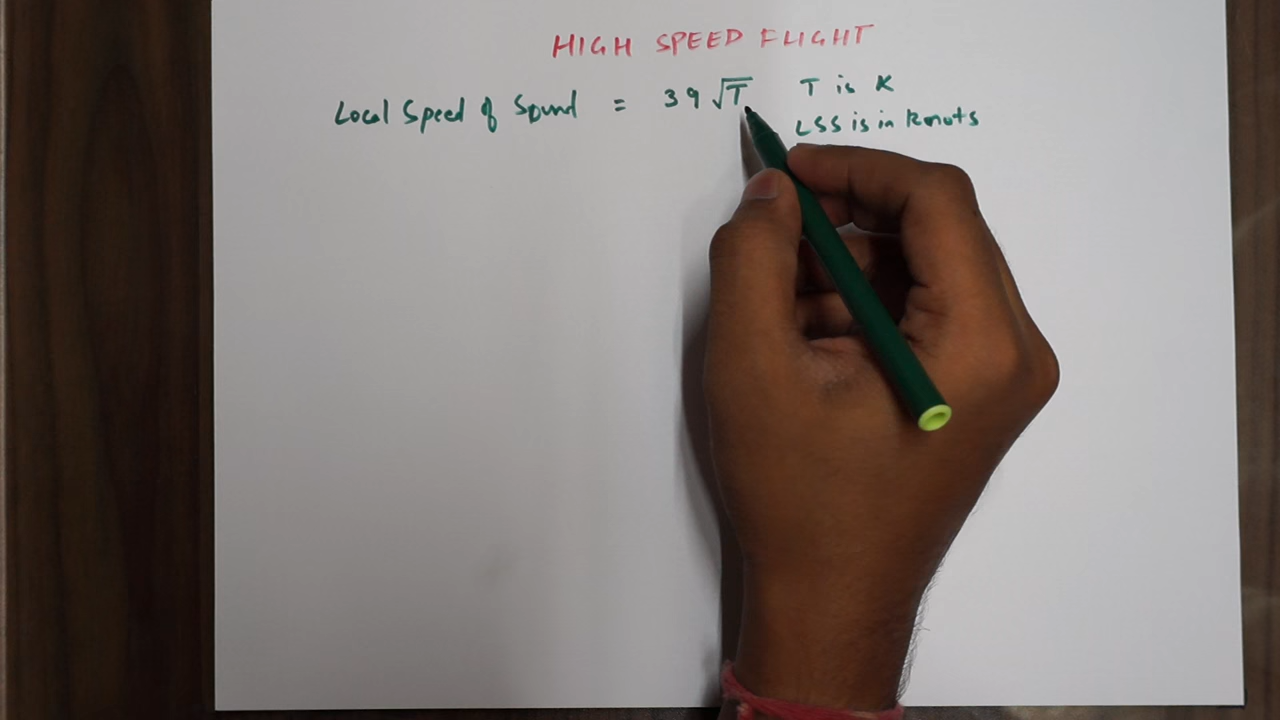 HIGH SPEED FLIGHT
Local Speed of Sound = 39√T T is K
LSS is in knots